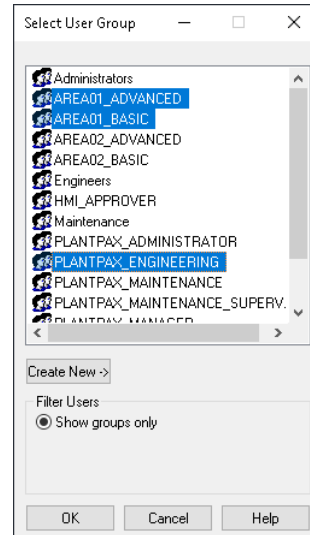 Select User Group
Administrators
AREA01_ADVANCED
AREA01_BASIC
AREA02_ADVANCED
AREA02_BASIC
Engineers
HMI_APPROVER
Maintenance
PLANTPAX_ADMINISTRATOR
PLANTPAX_ENGINEERING
PLANTPAX_MAINTENANCE
PLANTPAX_MAINTENANCE_SUPERV.
PLANTPAX_MANAGER
Create New ->
Filter Users
Show groups only
OK Cancel Help